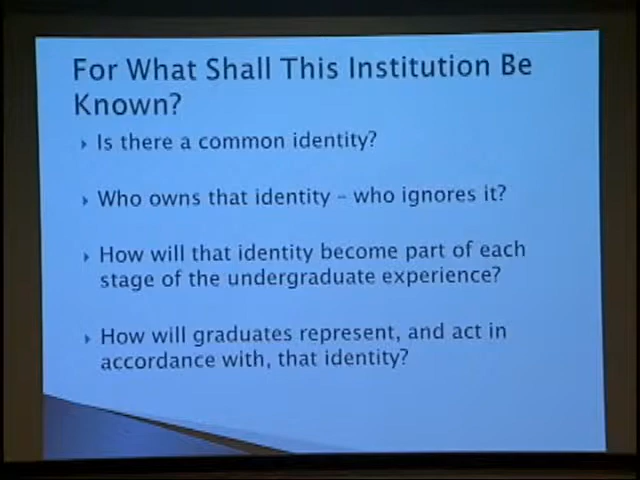 For What Shall This Institution Be
Known?
Is there a common identity?
Who owns that identity – who ignores it?
How will that identity become part of each
stage of the undergraduate experience?
How will graduates represent, and act in
accordance with, that identity?